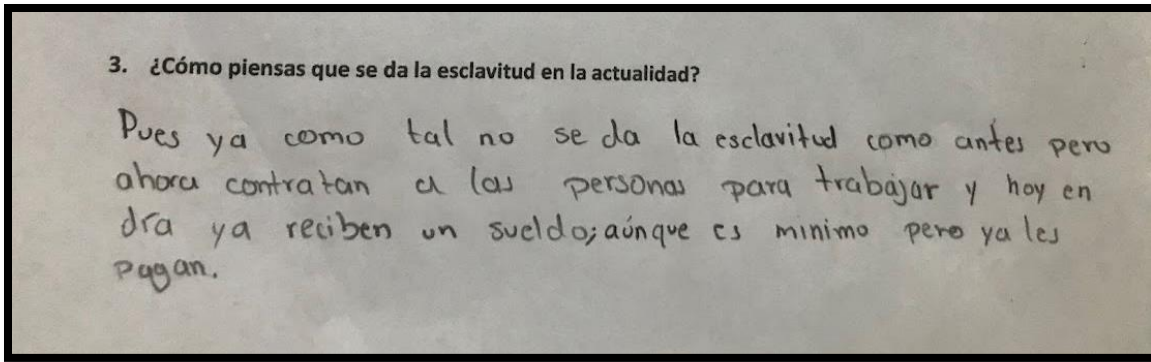 3. ¿Cómo piensas que se da la esclavitud en la actualidad?
Pues ya como tal no se da la esclavitud como antes pero
ahora contratan a las personas para trabajar y hoy en
dia ya reciben un sueldo; aúnque es minimo pero ya les
pagan.